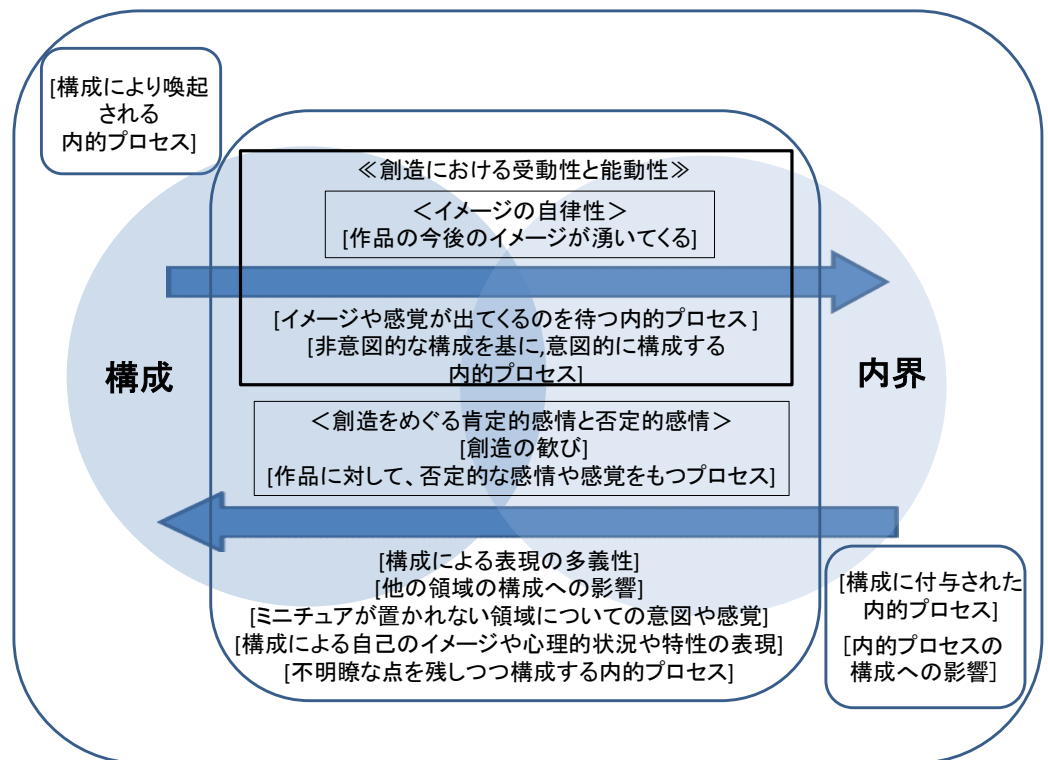 [構成により喚起
される
内的プロセス]
≪創造における受動性と能動性≫
＜イメージの自律性＞
[作品の今後のイメージが湧いてくる]
[イメージや感覚が出てくるのを待つ内的プロセス]
[非意図的な構成を基に,意図的に構成する
内的プロセス]
構成
内界
＜創造をめぐる肯定的感情と否定的感情＞
[創造の歓び]
[作品に対して、否定的な感情や感覚をもつプロセス]
[構成による表現の多義性]
[他の領域の構成への影響]
[ミニチュアが置かれない領域についての意図や感覚]
[構成による自己のイメージや心理的状況や特性の表現]
[不明瞭な点を残しつつ構成する内的プロセス]
[構成に付与された
内的プロセス]
[内的プロセスの
構成への影響]